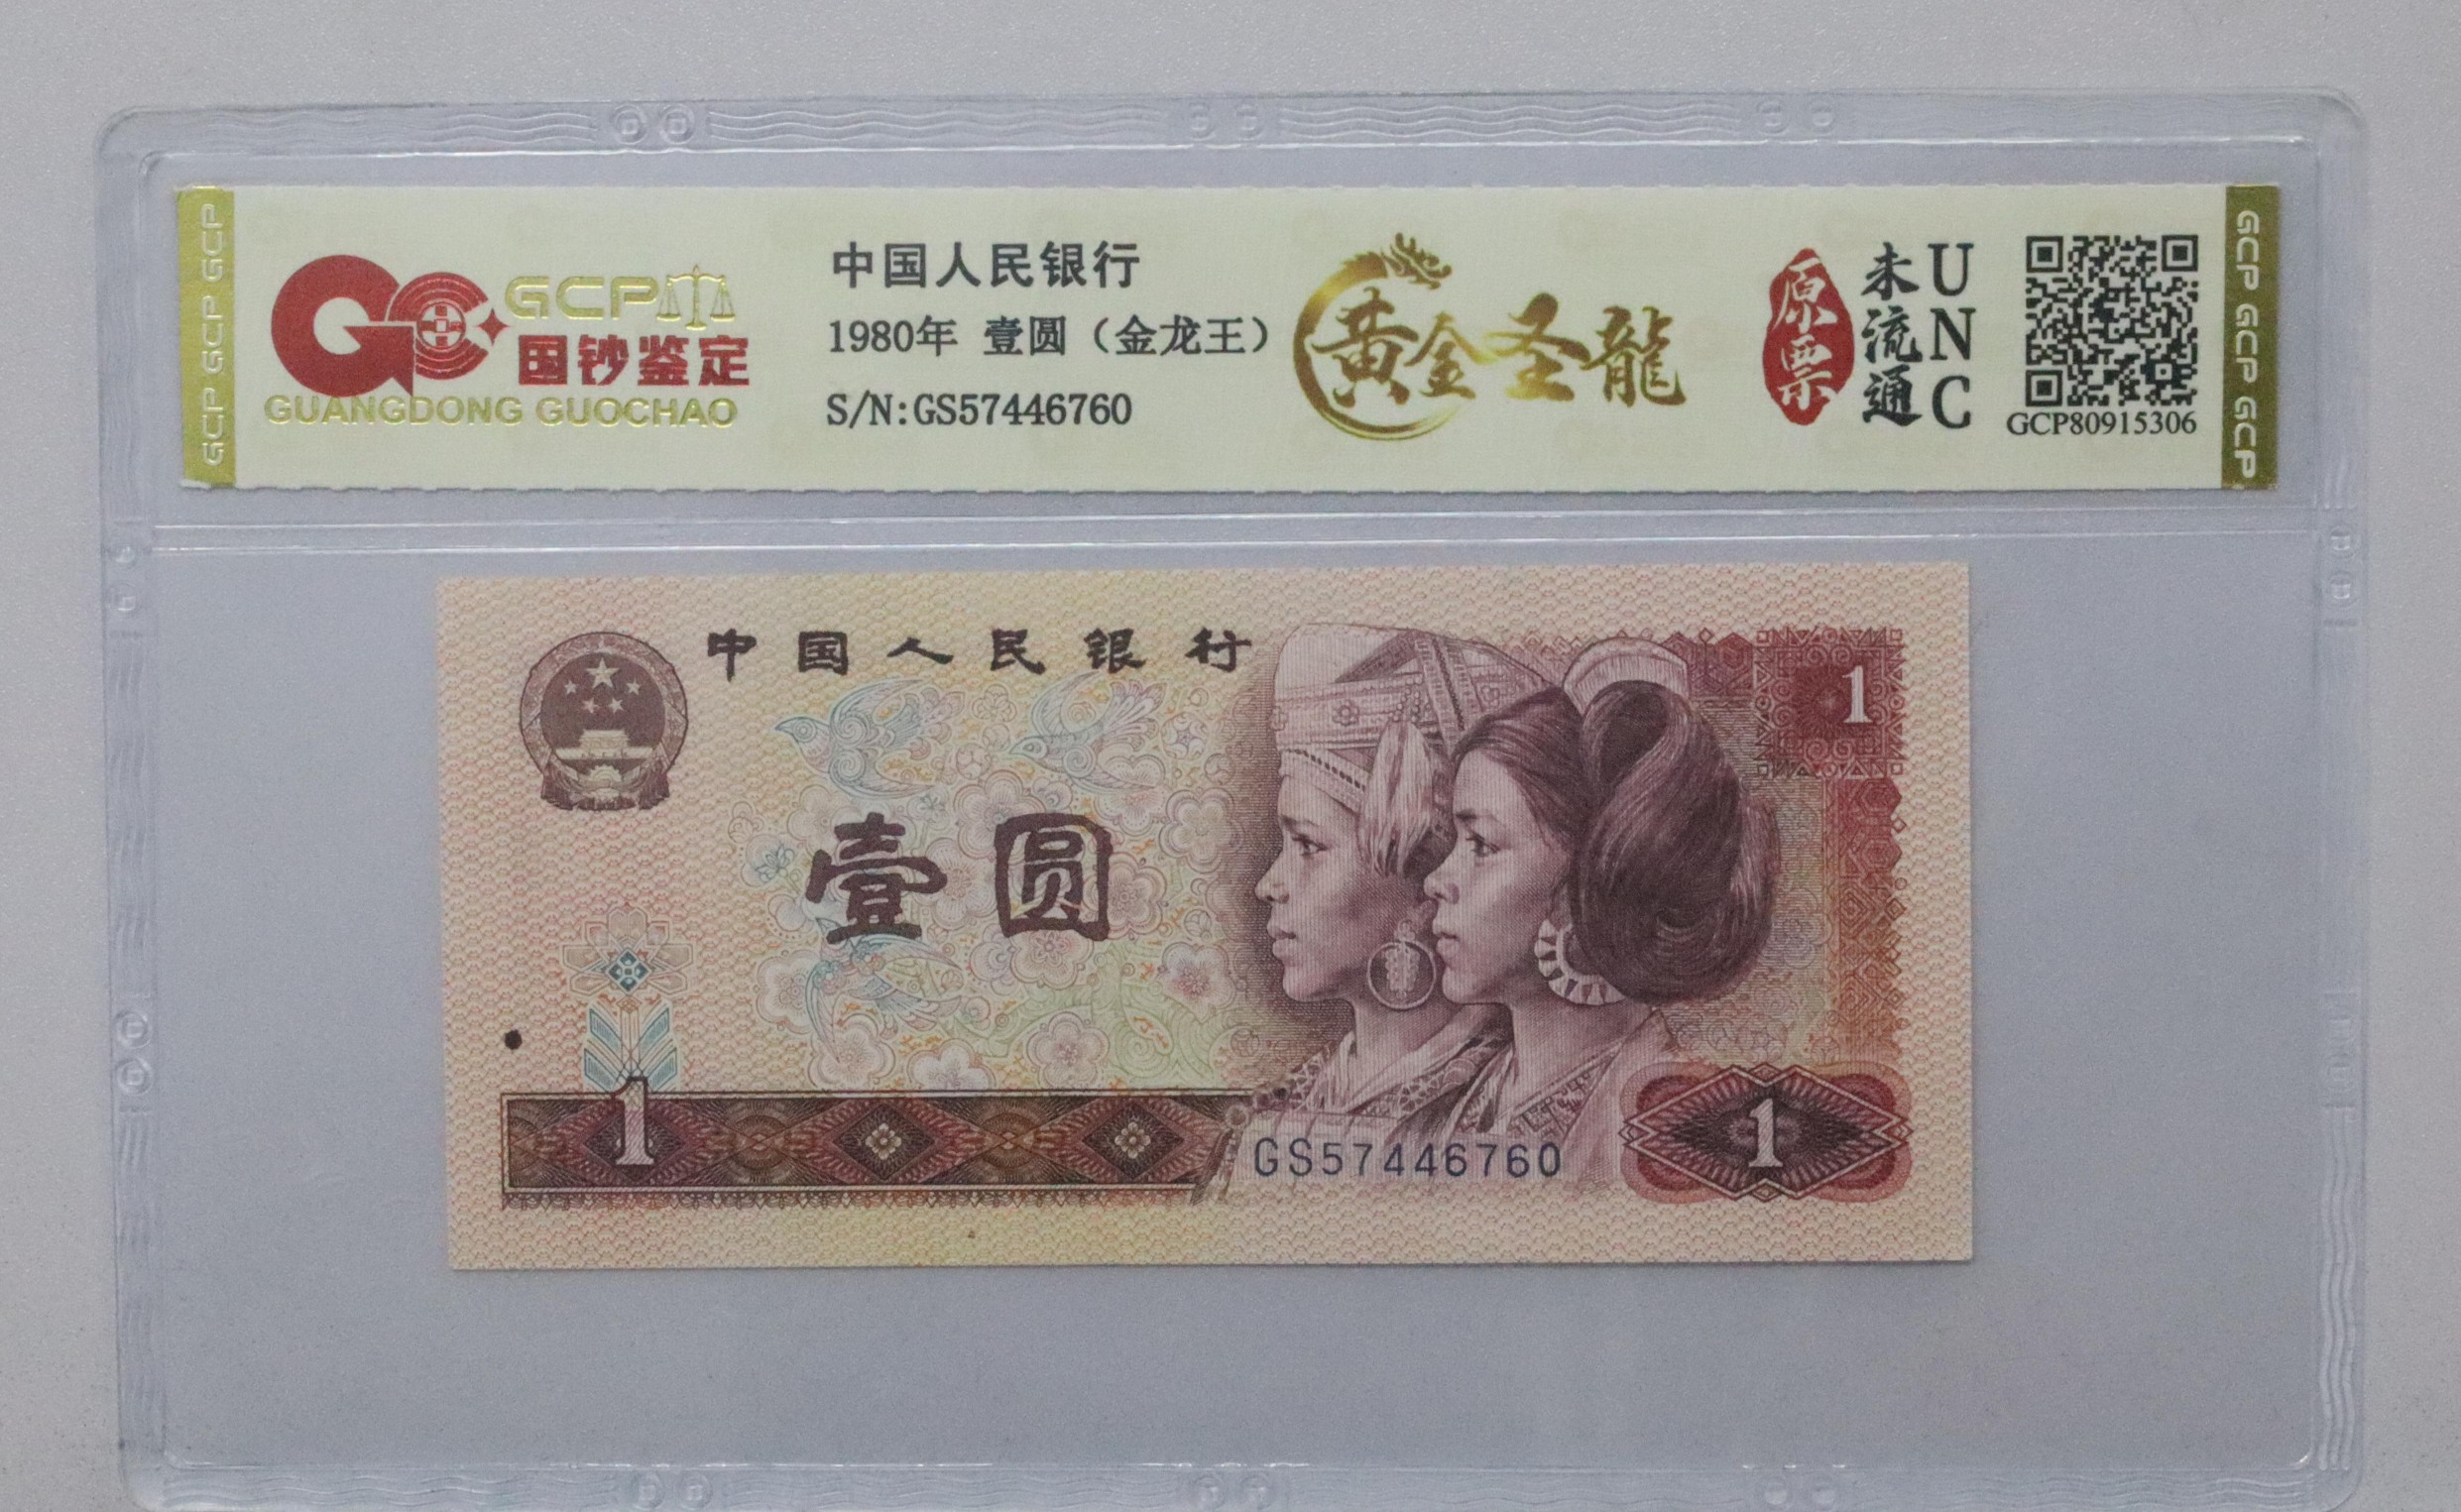 GCP GCP GCP
GCP
国钞鉴定
GUANGDONG GUOCHAO
中国人民银行
1980年 壹圆（金龙王）
S/N:GS57446760
黄金圣龍
原票
未流通
UNC
GCP80915306
GCP GCP GCP
中国人民银行
1
壹圆
1
GS57446760
1